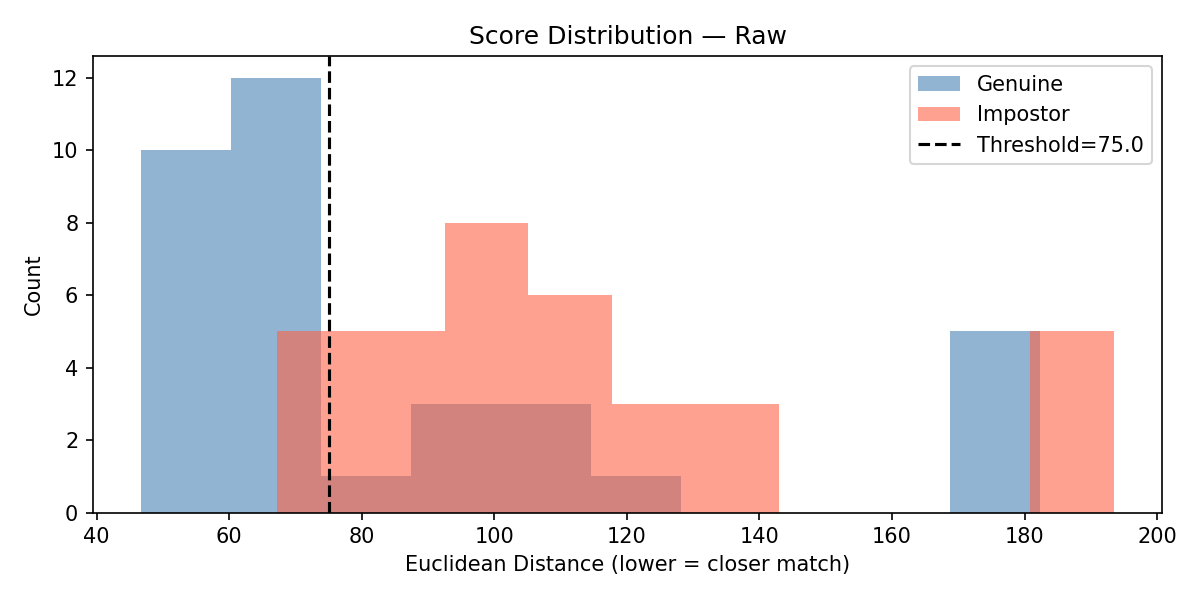 Score Distribution — Raw
Genuine
Impostor
Threshold=75.0
Count
12
10
8
6
4
2
0
40 60 80 100 120 140 160 180 200
Euclidean Distance (lower = closer match)